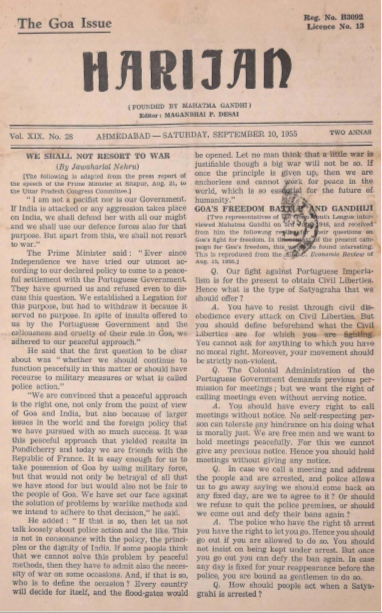 The Goa Issue
Reg. No. B3092
Licence No. 13
HARIJAN
( FOUNDED BY MAHATMA GANDHI )
Editor: MAGANBHAI P. DESAI
Vol. XIX. No. 28
AHMEDABAD — SATURDAY, SEPTEMBER 10, 1955
TWO ANNAS
WE SHALL NOT RESORT TO WAR
(By Jawaharlal Nehru)
[The following is adapted from the press report of
the speech of the Prime Minister at Sitapur, Aug. 21, to
the Uttar Pradesh Congress Committee.]
"I am not a pacifist nor is our Government.
If India is attacked or any aggression takes place
on India, we shall defend her with all our might
and we shall use our defence forces also for that
purpose. But apart from this, we shall not resort
to war."
The Prime Minister said : "Ever since
Independence we have tried our utmost ac-
cording to our declared policy to come to a peace-
ful settlement with the Portuguese Government.
They have spurned us and refused even to dis-
cuss this question. We established a Legation for
this purpose, but had to withdraw it because it
served no purpose. In spite of insults offered to
us by the Portuguese Government and the
callousness and cruelty of their role in Goa, we
adhered to our peaceful approach."
He said that the first question to be clear
about was "whether we should continue to
function peacefully in this matter or should have
recourse to military measures or what is called
police action."
"We are convinced that a peaceful approach
is the right one, not only from the point of view
of Goa and India, but also because of larger
issues in the world and the foreign policy that
we have pursued with so much success. It was
this peaceful approach that yielded results in
Pondicherry and today we are friends with the
Republic of France. It is easy enough for us to
take possession of Goa by using military force,
but that would not only be betrayal of all that
we have stood for but would also not be fair to
the people of Goa. We have set our face against
the solution of problems by warlike methods and
we intend to adhere to that decision," he said.
He added : "If that is so, then let us not
talk loosely about police action and the like. This
is not in consonance with the policy, the princi-
ples or the dignity of India. If some people think
that we cannot solve this problem by peaceful
methods, then they have to admit also the neces-
sity of war on some occasions. And, if that is so,
who is to define the occasion ? Every country
will decide for itself, and the flood-gates would
be opened. Let no man think that a little war is
justifiable though a big war will not be so. If
once the principle is given up, then we are
anchorless and cannot work for peace in the
world, which is so essential for the future of
humanity."
GOA'S FREEDOM BATTLE AND GANDHIJI
[Two representatives of Youth's League inter-
viewed Mahatma Gandhi on 1946, and received
from him the following replies to their questions on
Goa's fight for freedom. In the present cam-
paign for Goa's freedom, found interesting.
This is reproduced from the Economic Review of
Aug. 15, 1955.]
Q. Our fight against Portuguese Imperia-
lism is for the present to obtain Civil Liberties.
Hence what is the type of Satyagraha that we
should offer ?
A. You have to resist through civil dis-
obedience every attack on Civil Liberties. But
you should define beforehand what the Civil
Liberties are for which you are fighting.
You cannot ask for anything to which you have
no moral right. Moreover, your movement should
be strictly non-violent.
Q. The Colonial Administration of the
Portuguese Government demands previous per-
mission for meetings ; but we want the right of
calling meetings even without serving notice.
A. You should have every right to call
meetings without notice. No self-respecting per-
son can tolerate any hindrance on his doing what
is morally just. We are free men and we want to
hold meetings peacefully. For this we cannot
give any previous notice. Hence you should hold
meetings without giving any notice.
Q. In case we call a meeting and address
the people and are arrested, and police allows
us to go away saying we should come back on
any fixed day, are we to agree to it ? Or should
we refuse to quit the police premises, or should
we come out and defy their bans again ?
A. The police who have the right to arrest
you have the right to let you go. Hence you should
go out if you are allowed to do so. You should
not insist on being kept under arrest. But once
you go out you can defy the ban again. In case
any day is fixed for your reappearance before the
police, you are bound as gentlemen to do so.
Q. How should people act when a Satya-
grahi is arrested ?